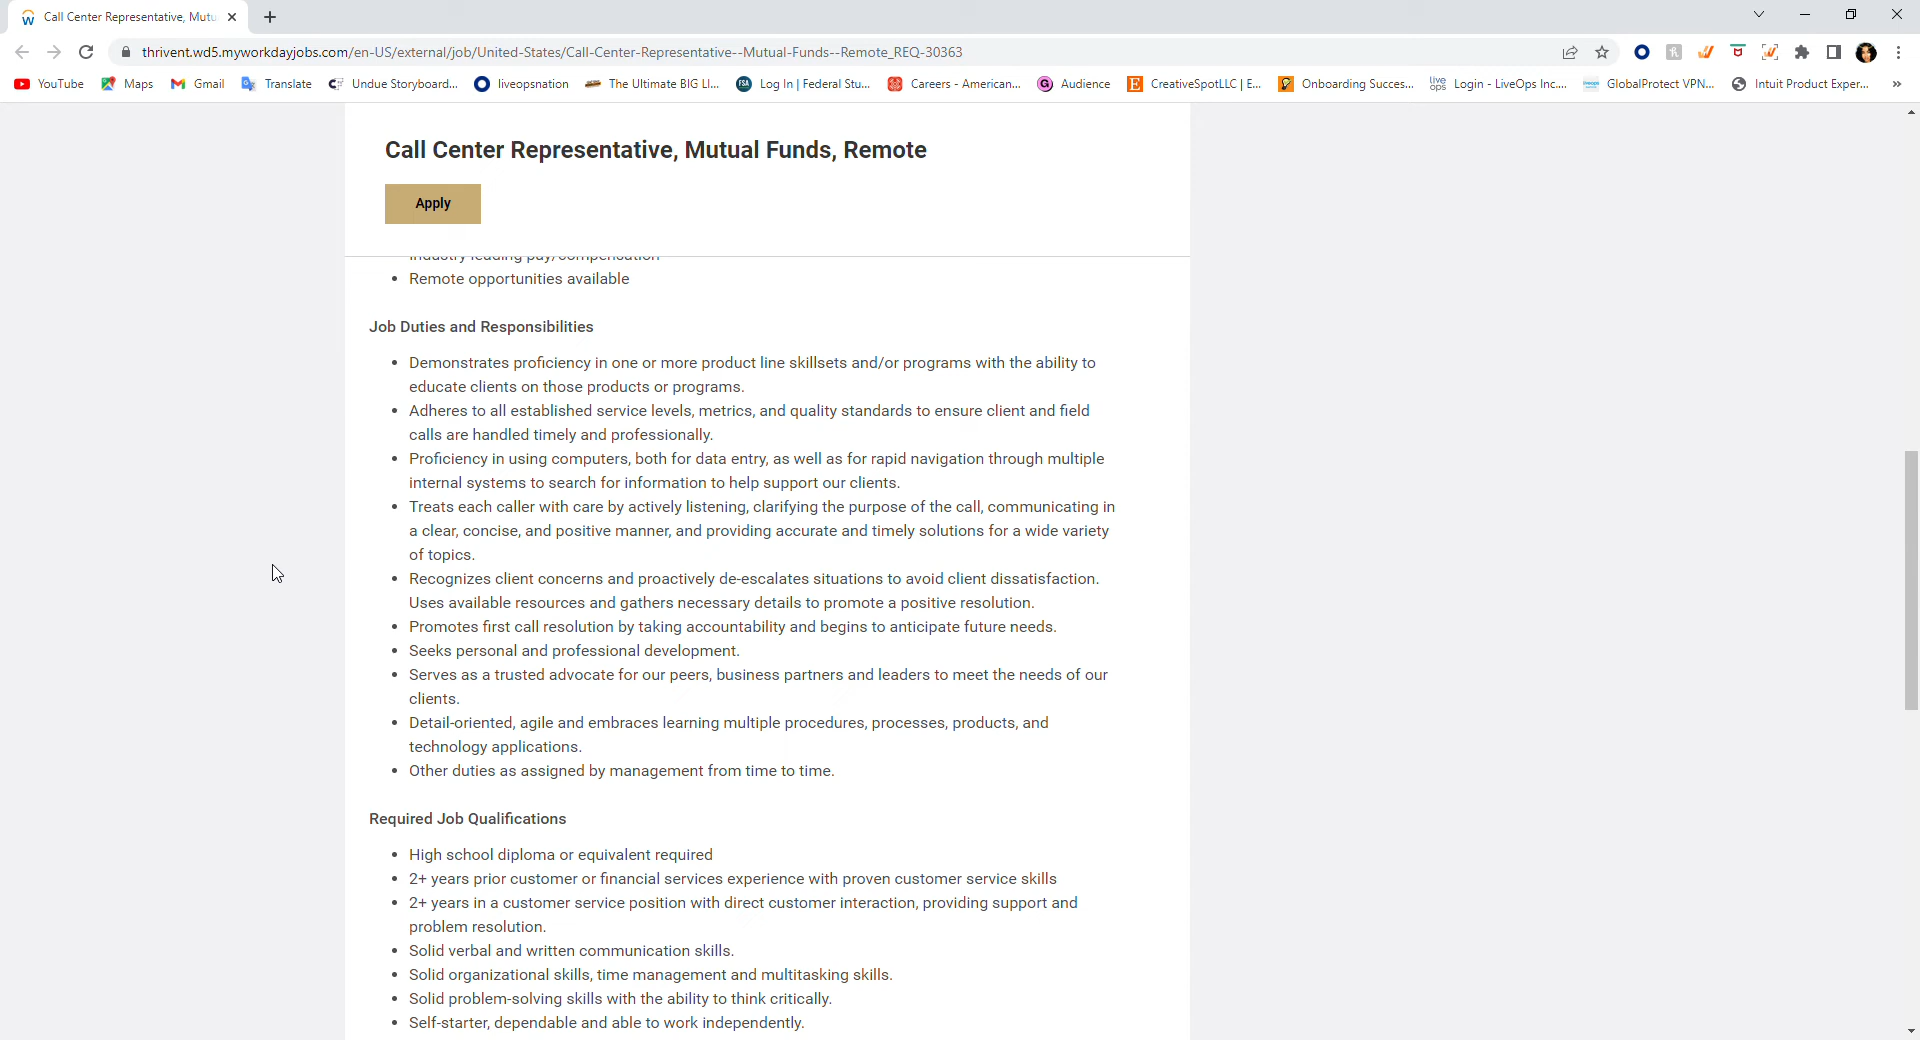 Call Center Representative, Mutu
thrivent.wd5.myworkdayjobs.com/en-US/external/job/United-States/Call-Center-Representative--Mutual-Funds--Remote_REQ-30363
YouTube Maps Gmail Translate Undue Storyboard... liveopsnation The Ultimate BIG LI... FSA Log In | Federal Stu... Careers - American... Audience CreativeSpotLLC | E... Onboarding Succes... live ops Login - LiveOps Inc.... GlobalProtect VPN... Intuit Product Exper... »
Call Center Representative, Mutual Funds, Remote
Apply
Industry leading pay/compensation
• Remote opportunities available
Job Duties and Responsibilities
• Demonstrates proficiency in one or more product line skillsets and/or programs with the ability to
educate clients on those products or programs.
• Adheres to all established service levels, metrics, and quality standards to ensure client and field
calls are handled timely and professionally.
• Proficiency in using computers, both for data entry, as well as for rapid navigation through multiple
internal systems to search for information to help support our clients.
• Treats each caller with care by actively listening, clarifying the purpose of the call, communicating in
a clear, concise, and positive manner, and providing accurate and timely solutions for a wide variety
of topics.
• Recognizes client concerns and proactively de-escalates situations to avoid client dissatisfaction.
Uses available resources and gathers necessary details to promote a positive resolution.
• Promotes first call resolution by taking accountability and begins to anticipate future needs.
• Seeks personal and professional development.
• Serves as a trusted advocate for our peers, business partners and leaders to meet the needs of our
clients.
• Detail-oriented, agile and embraces learning multiple procedures, processes, products, and
technology applications.
• Other duties as assigned by management from time to time.
Required Job Qualifications
• High school diploma or equivalent required
• 2+ years prior customer or financial services experience with proven customer service skills
• 2+ years in a customer service position with direct customer interaction, providing support and
problem resolution.
• Solid verbal and written communication skills.
• Solid organizational skills, time management and multitasking skills.
• Solid problem-solving skills with the ability to think critically.
• Self-starter, dependable and able to work independently.